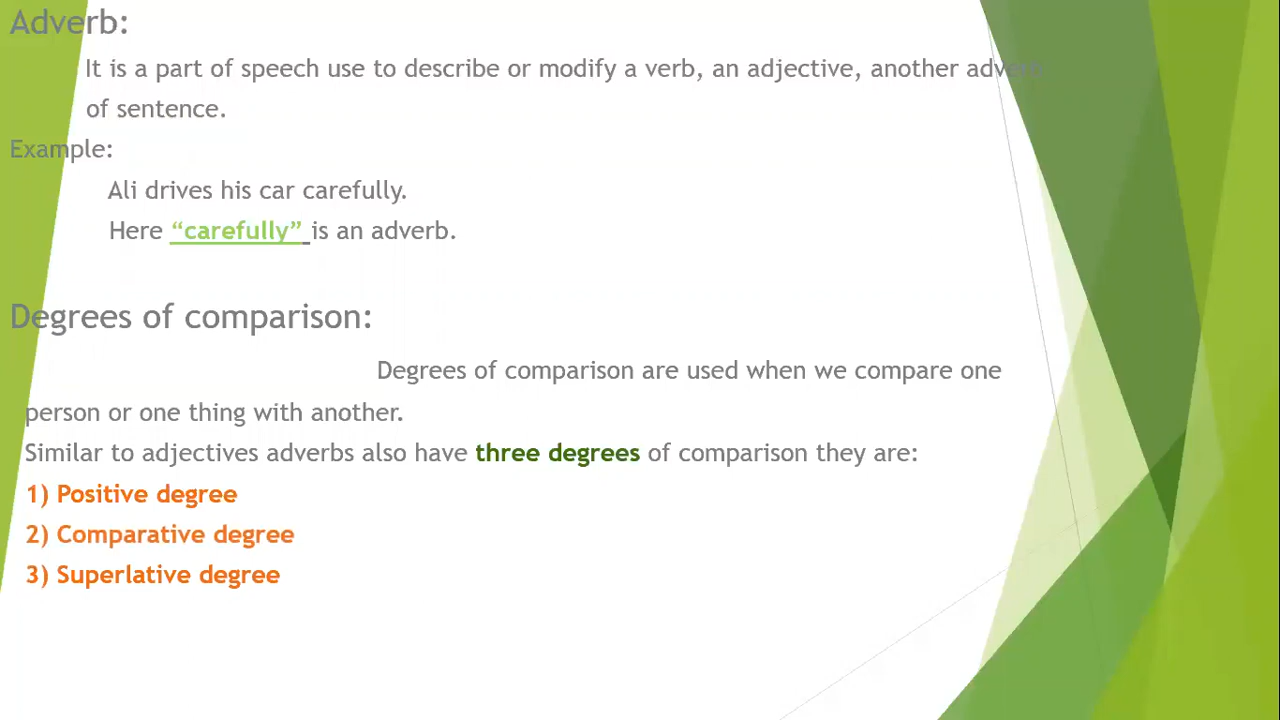 Adverb:
It is a part of speech use to describe or modify a verb, an adjective, another adverb
of sentence.
Example:
Ali drives his car carefully.
Here “carefully” is an adverb.
Degrees of comparison:
Degrees of comparison are used when we compare one
person or one thing with another.
Similar to adjectives adverbs also have three degrees of comparison they are:
1) Positive degree
2) Comparative degree
3) Superlative degree